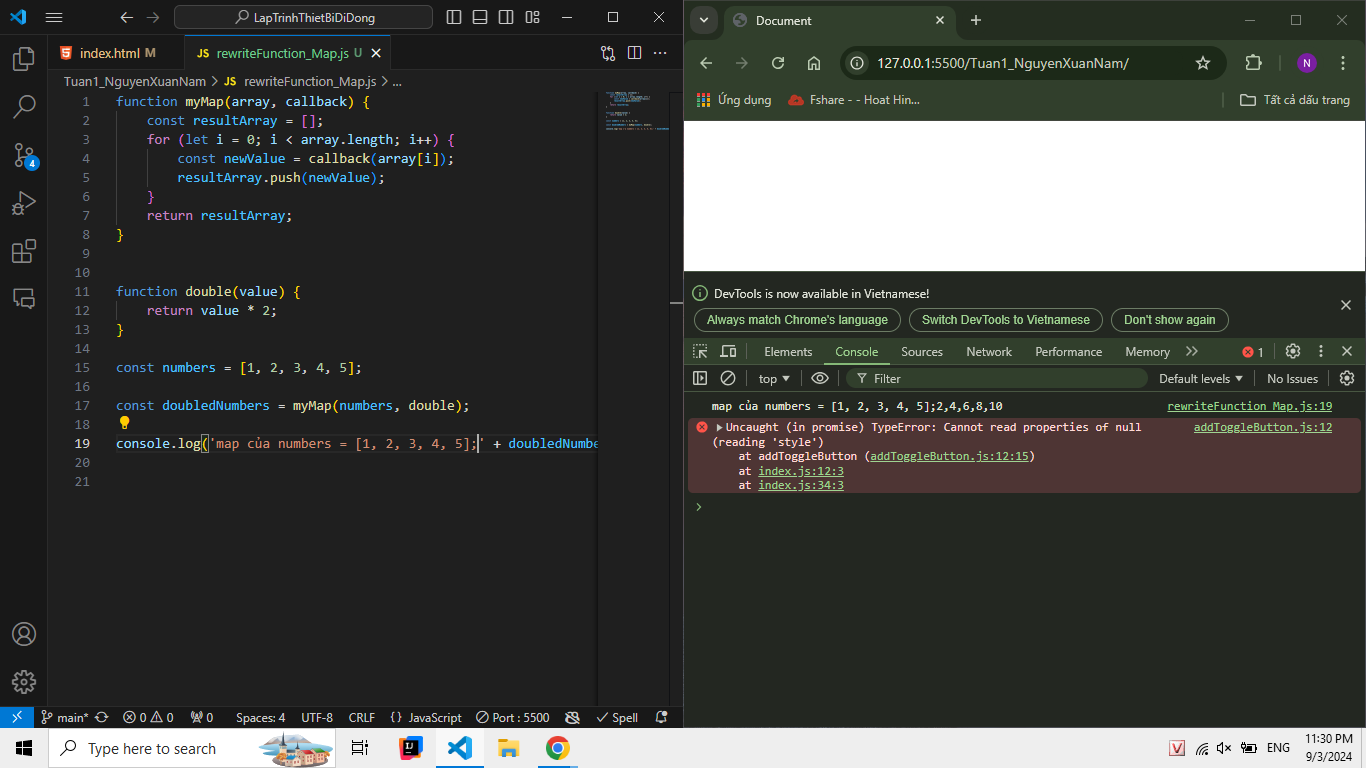 LapTrinhThietBiDiDong
index.html M
JS rewriteFunction_Map.js U
Tuan1_NguyenXuanNam > JS rewriteFunction_Map.js > ...
1 function myMap(array, callback) {
2 const resultArray = [];
3 for (let i = 0; i < array.length; i++) {
4 const newValue = callback(array[i]);
5 resultArray.push(newValue);
6 }
7 return resultArray;
8 }
9
10
11 function double(value) {
12 return value * 2;
13 }
14
15 const numbers = [1, 2, 3, 4, 5];
16
17 const doubledNumbers = myMap(numbers, double);
18
19 console.log('map của numbers = [1, 2, 3, 4, 5];' + doubledNumbe
20
21
4
main* 0 0 0 Spaces: 4 UTF-8 CRLF {} JavaScript Port : 5500 Spell
Document
127.0.0.1:5500/Tuan1_NguyenXuanNam/
N
Ứng dụng Fshare - - Hoat Hin... Tất cả dấu trang
DevTools is now available in Vietnamese!
Always match Chrome's language Switch DevTools to Vietnamese Don't show again
Elements Console Sources Network Performance Memory 1
top Filter Default levels No Issues
map của numbers = [1, 2, 3, 4, 5];2,4,6,8,10 rewriteFunction_Map.js:19
Uncaught (in promise) TypeError: Cannot read properties of null addToggleButton.js:12
(reading 'style')
at addToggleButton (addToggleButton.js:12:15)
at index.js:12:3
at index.js:34:3
Type here to search
ENG
11:30 PM
9/3/2024